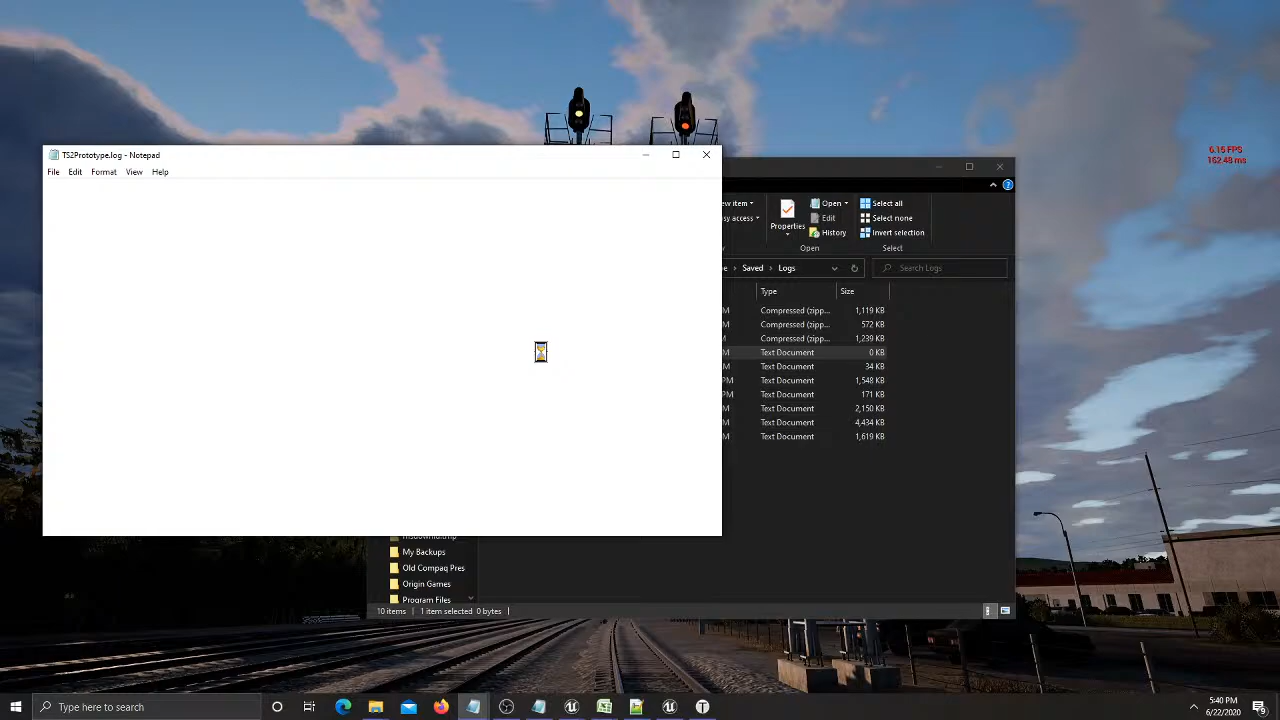 TS2Prototype.log - Notepad
File Edit Format View Help
6.15 FPS
162.48 ms
Open
Select all
Properties
Edit
Select none
History
Invert selection
Open
Select
Saved
Logs
Search Logs
Type
Size
Compressed (zipp...
1,119 KB
Compressed (zipp...
572 KB
Compressed (zipp...
1,239 KB
Text Document
0 KB
Text Document
34 KB
Text Document
1,548 KB
Text Document
171 KB
Text Document
2,150 KB
Text Document
4,434 KB
Text Document
1,619 KB
My Backups
Old Compaq Pres
Origin Games
Program Files
10 items
1 item selected 0 bytes
Type here to search
5:40 PM
6/22/2020